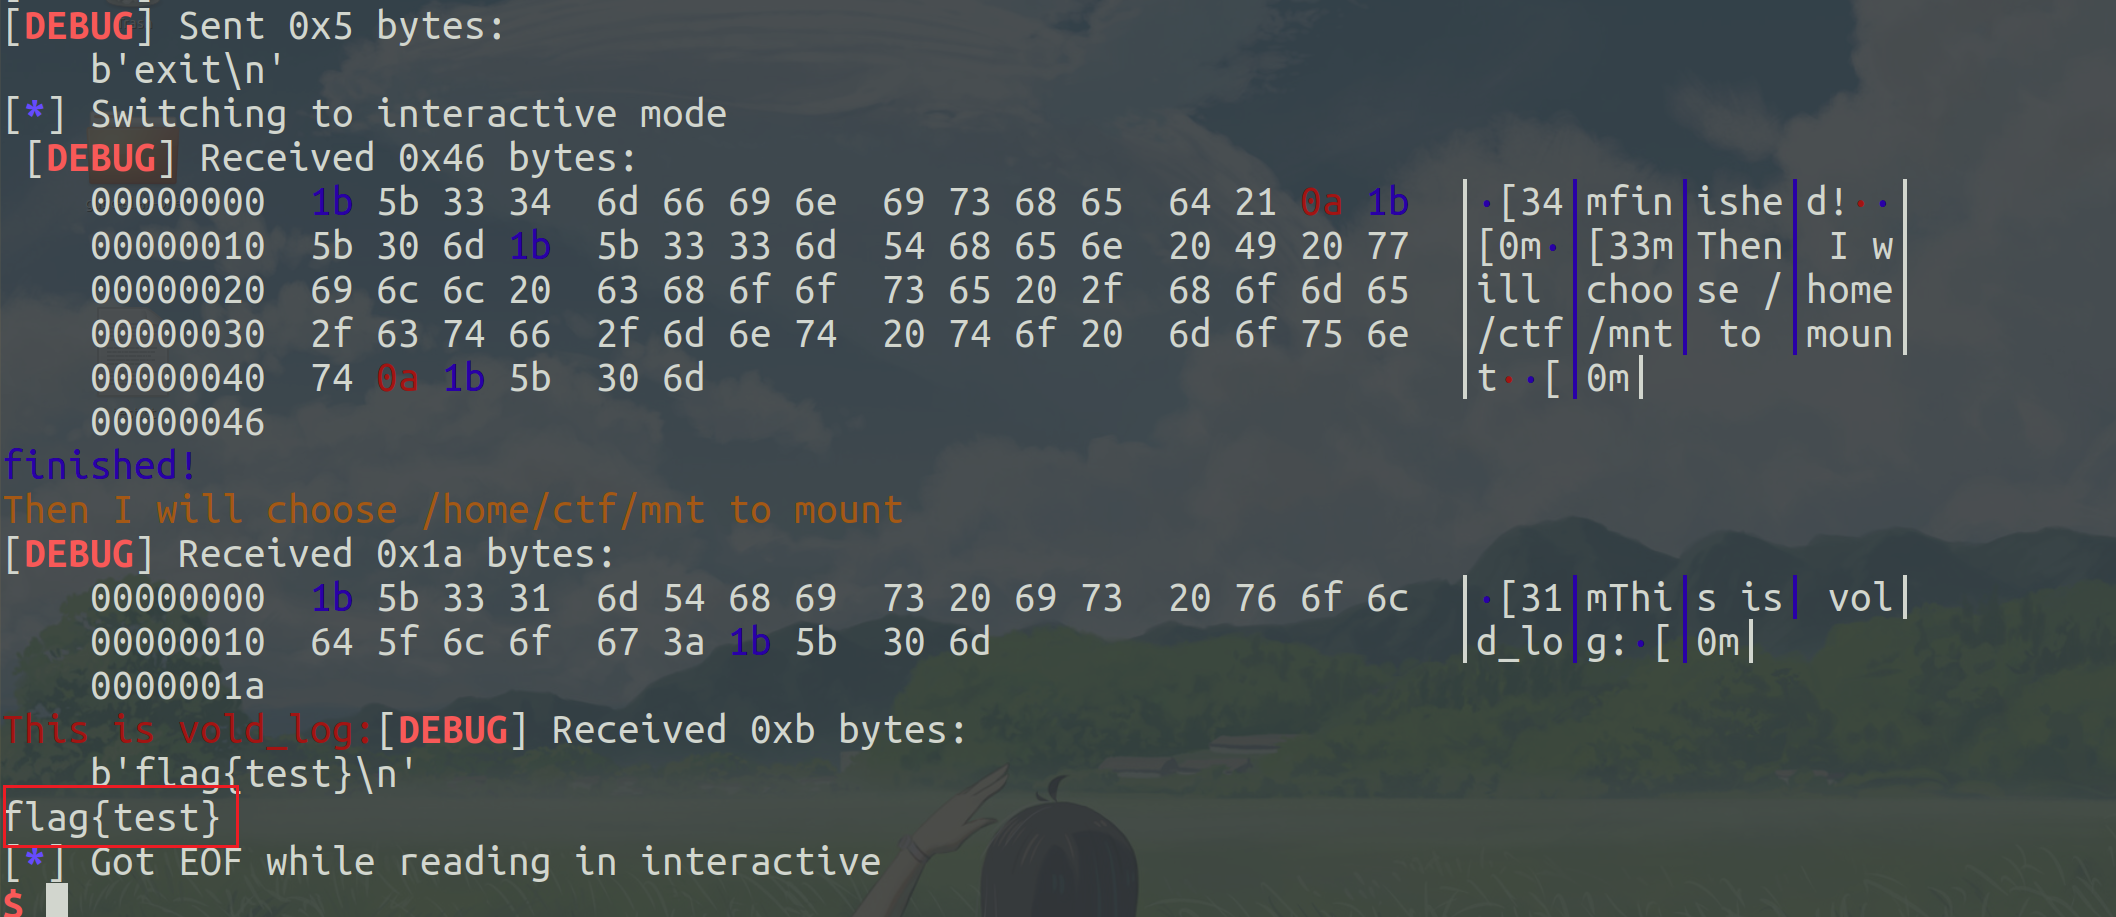 [DEBUG] Sent 0x5 bytes:
    b'exit\n'
[*] Switching to interactive mode
 [DEBUG] Received 0x46 bytes:
    00000000  1b 5b 33 34  6d 66 69 6e  69 73 68 65  64 21 0a 1b  │·[34│mfin│ishe│d!··│
    00000010  5b 30 6d 1b  5b 33 33 6d  54 68 65 6e  20 49 20 77  │[0m·│[33m│Then│ I w│
    00000020  69 6c 6c 20  63 68 6f 6f  73 65 20 2f  68 6f 6d 65  │ill │choo│se /│home│
    00000030  2f 63 74 66  2f 6d 6e 74  20 74 6f 20  6d 6f 75 6e  │/ctf│/mnt│ to │moun│
    00000040  74 0a 1b 5b  30 6d                                  │t··[│0m│
    00000046
finished!
Then I will choose /home/ctf/mnt to mount
[DEBUG] Received 0x1a bytes:
    00000000  1b 5b 33 31  6d 54 68 69  73 20 69 73  20 76 6f 6c  │·[31│mThi│s is│ vol│
    00000010  64 5f 6c 6f  67 3a 1b 5b  30 6d                     │d_lo│g:·[│0m│
    0000001a
This is vold_log:[DEBUG] Received 0xb bytes:
    b'flag{test}\n'
flag{test}
[*] Got EOF while reading in interactive
$